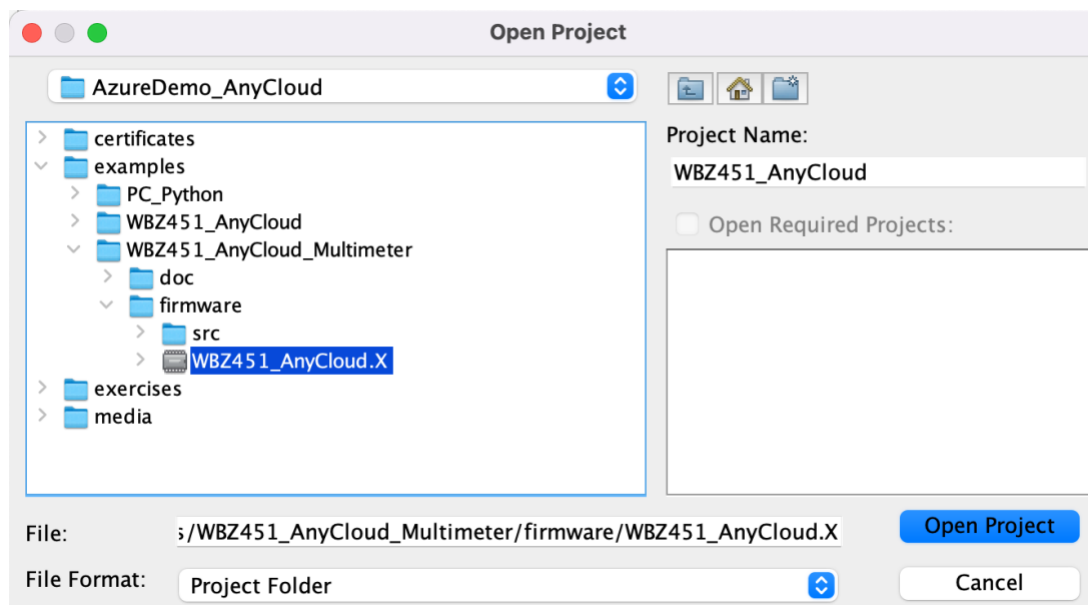 Open Project
AzureDemo_AnyCloud
certificates
examples
PC_Python
WBZ451_AnyCloud
WBZ451_AnyCloud_Multimeter
doc
firmware
src
WBZ451_AnyCloud.X
exercises
media
Project Name:
WBZ451_AnyCloud
Open Required Projects:
File:
s/WBZ451_AnyCloud_Multimeter/firmware/WBZ451_AnyCloud.X
Open Project
File Format:
Project Folder
Cancel